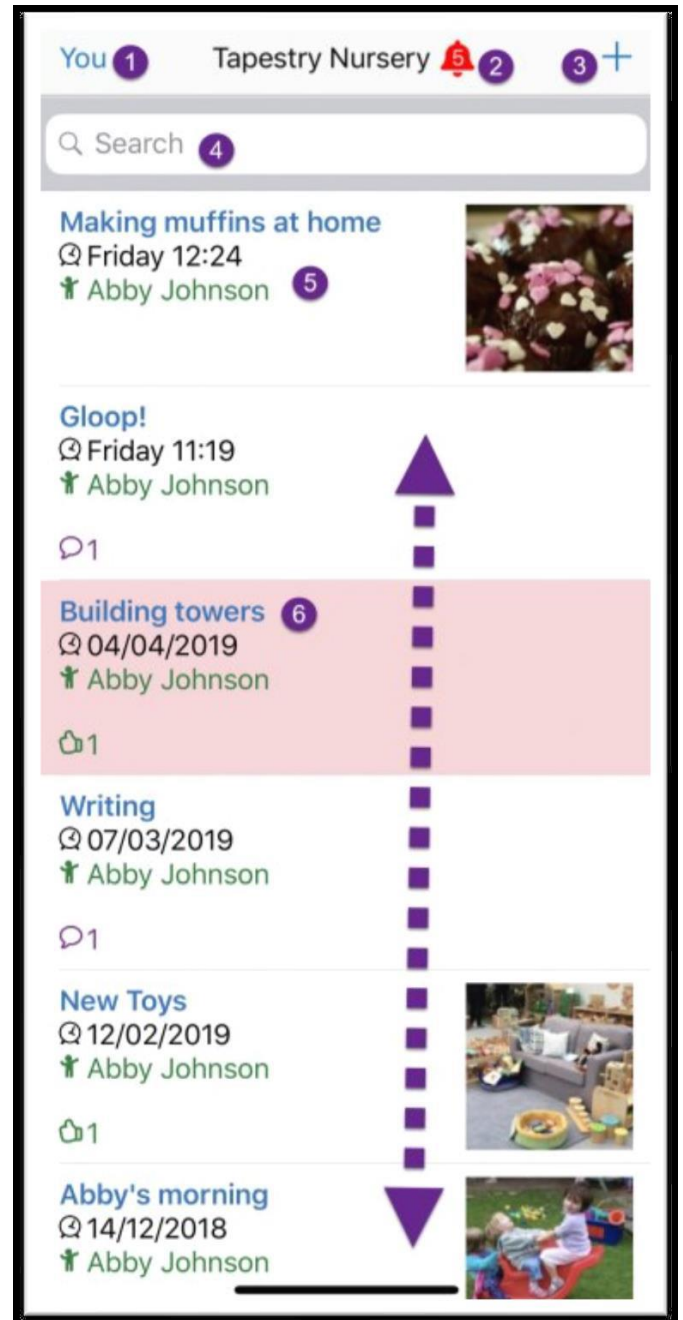 You 1 Tapestry Nursery 5 2 3 +
Search 4
Making muffins at home
Friday 12:24
Abby Johnson 5
Gloop!
Friday 11:19
Abby Johnson
1
Building towers 6
04/04/2019
Abby Johnson
1
Writing
07/03/2019
Abby Johnson
1
New Toys
12/02/2019
Abby Johnson
1
Abby's morning
14/12/2018
Abby Johnson